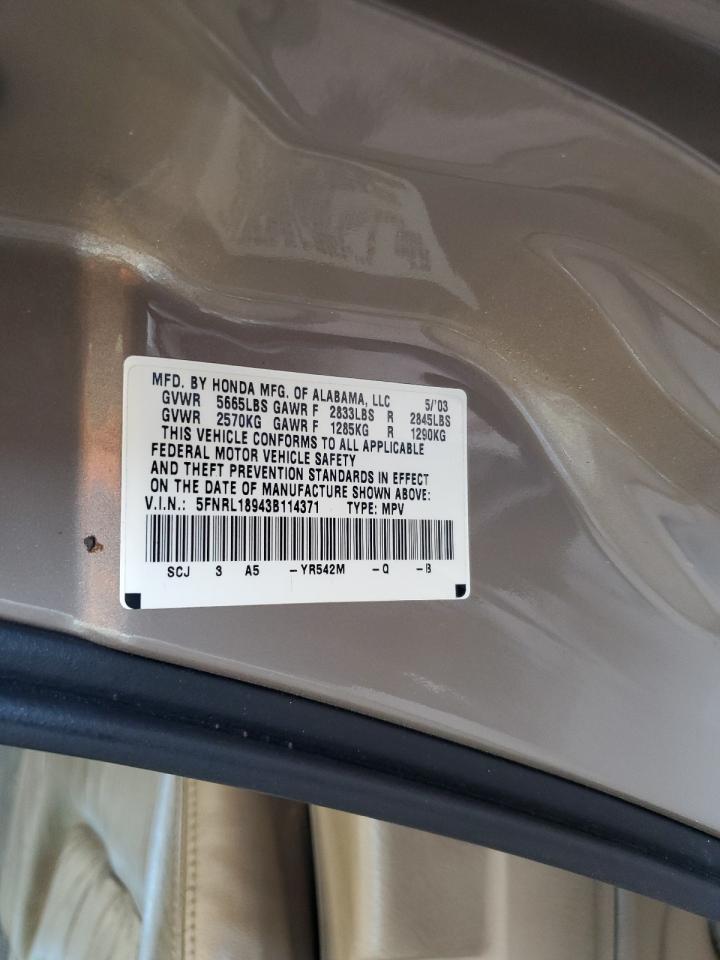 MFD. BY HONDA MFG. OF ALABAMA, LLC 5/'03
GVWR 5665LBS GAWR F 2833LBS R 2845LBS
GVWR 2570KG GAWR F 1285KG R 1290KG
THIS VEHICLE CONFORMS TO ALL APPLICABLE
FEDERAL MOTOR VEHICLE SAFETY
AND THEFT PREVENTION STANDARDS IN EFFECT
ON THE DATE OF MANUFACTURE SHOWN ABOVE:
V.I.N.: 5FNRL18943B114371 TYPE: MPV
SCJ 3 A5 -YR542M -Q -B